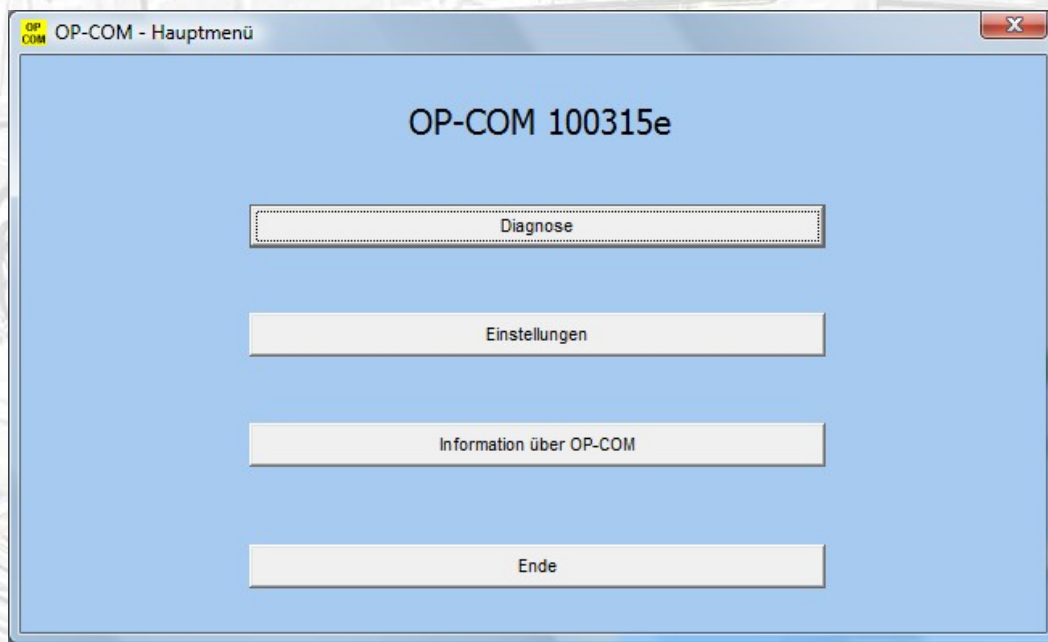 OP
COM
OP-COM - Hauptmenü
X
OP-COM 100315e
Diagnose
Einstellungen
Information über OP-COM
Ende